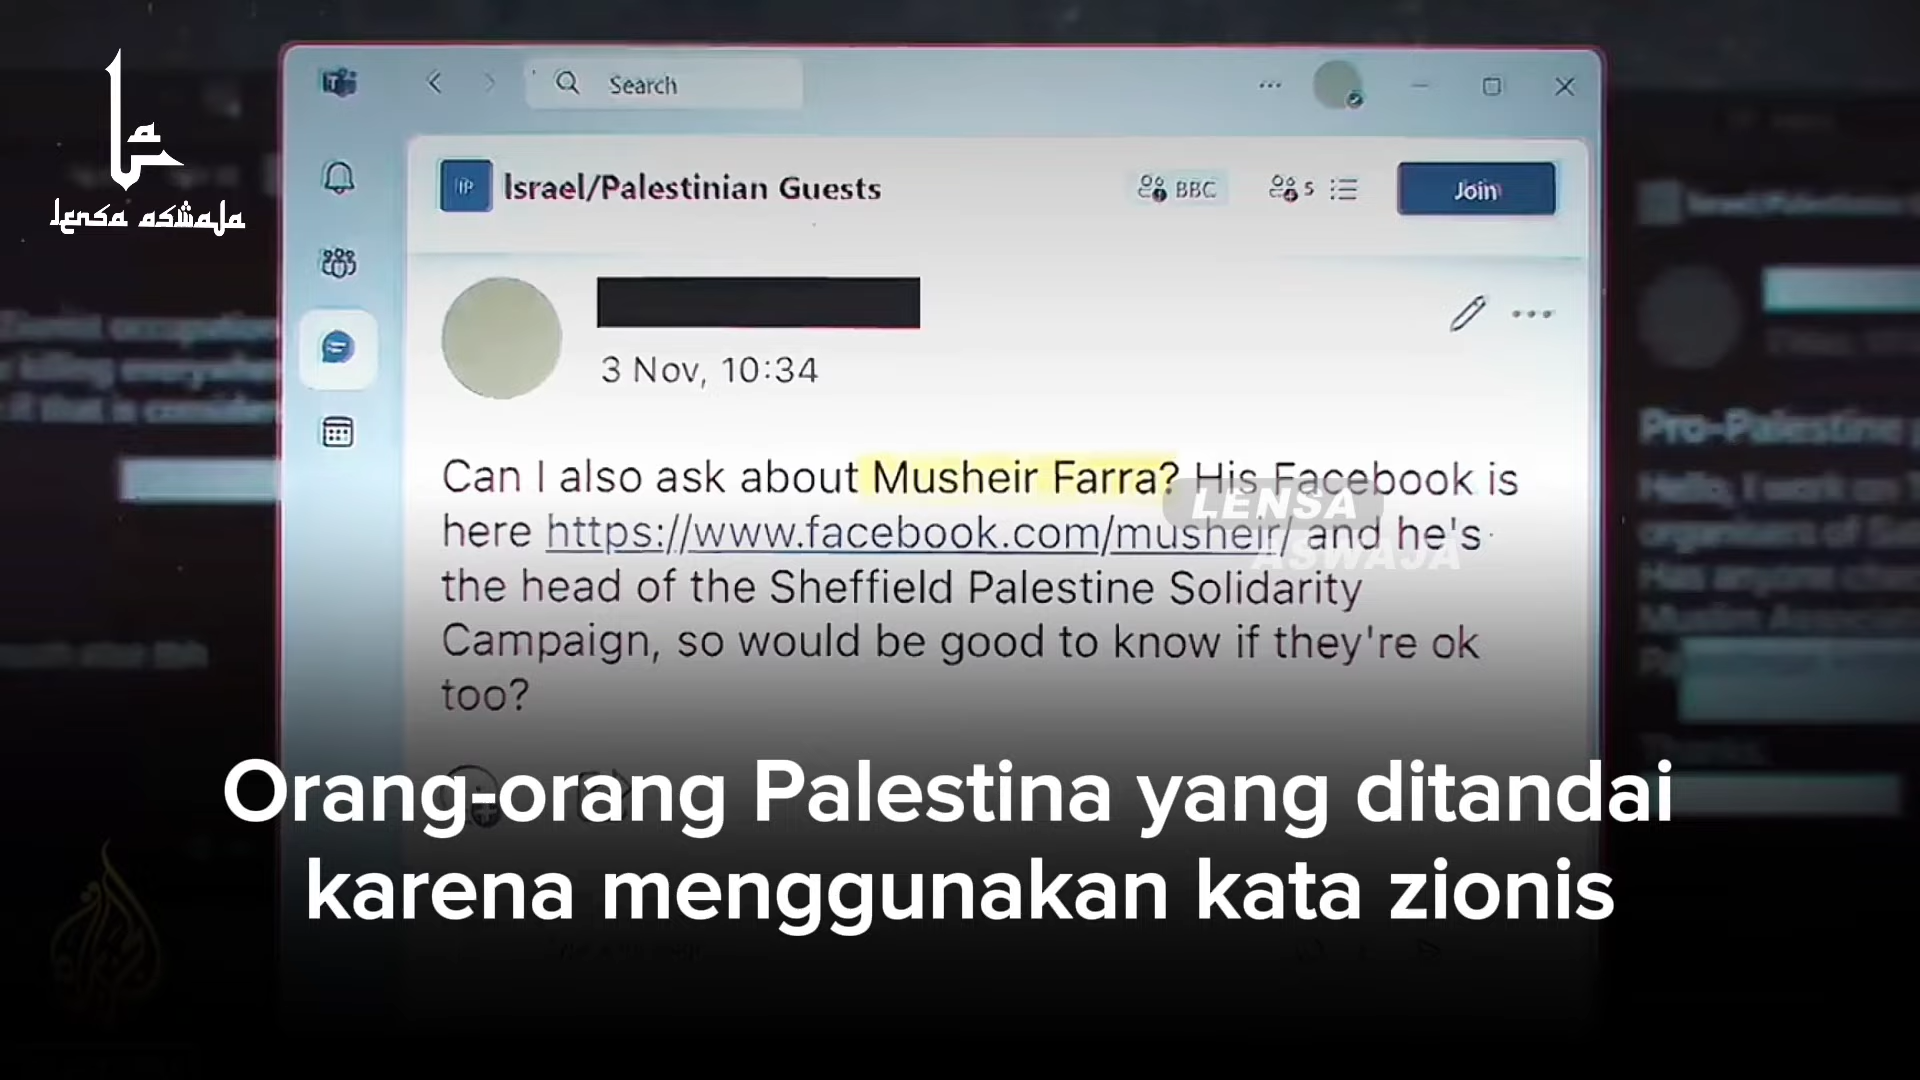 lensa aswaja
Search
IP
Israel/Palestinian Guests
BBC
5
Join
3 Nov, 10:34
Can I also ask about Musheir Farra? His Facebook is
here https://www.facebook.com/musheir/ and he's
the head of the Sheffield Palestine Solidarity
Campaign, so would be good to know if they're ok
too?
LENSA
ASWAJA
Pro-Palestine
Orang-orang Palestina yang ditandai
karena menggunakan kata zionis